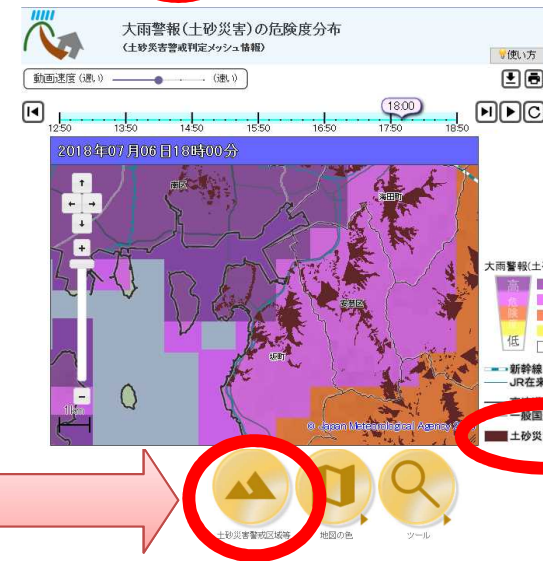 大雨警報(土砂災害)の危険度分布
(土砂災害警戒判定メッシュ情報)
使い方
動画速度 (遅い)
(速い)
18:00
12:50 13:50 14:50 15:50 16:50 17:50 18:50
2018年07月06日18時00分
南区
海田町
安芸区
坂町
1km
© Japan Meteorological Agency
大雨警報(土
高
危
険
低
新幹線
JR在来
一般国
土砂災
土砂災害警戒区域等
地図の色
ツール